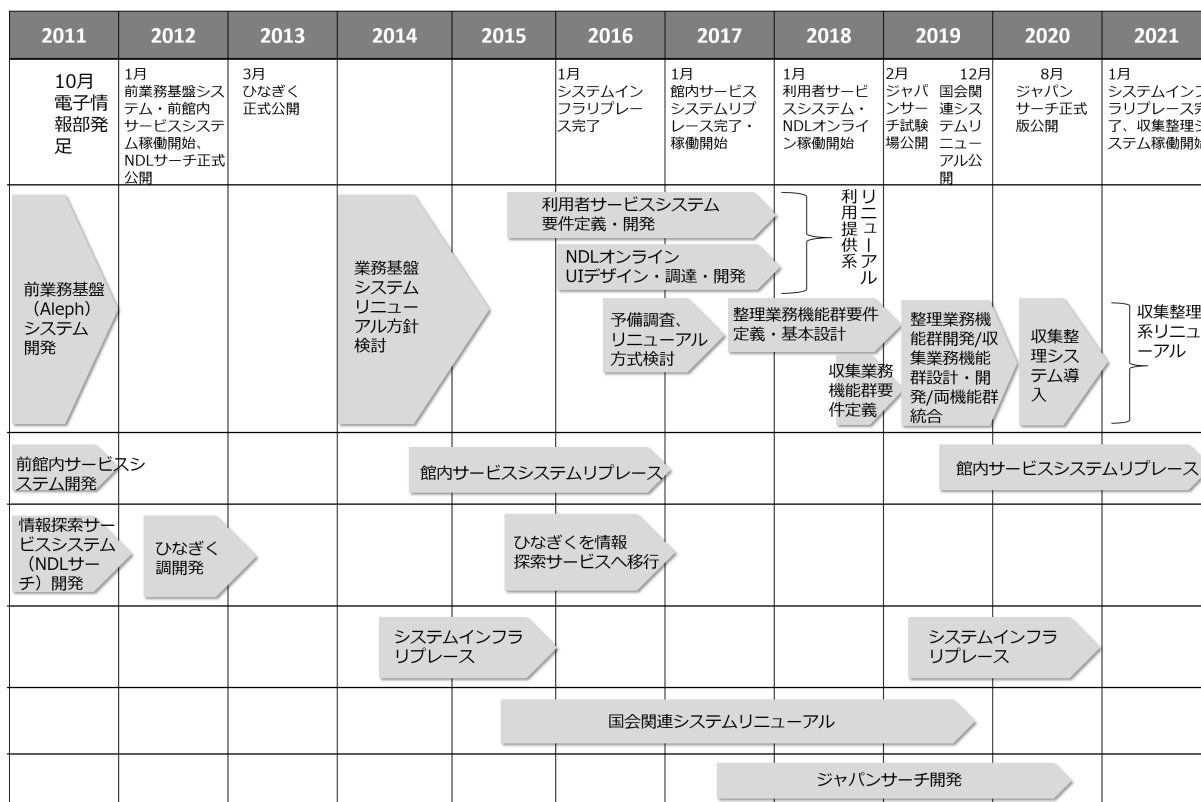 2011
2012
2013
2014
2015
2016
2017
2018
2019
2020
2021
10月
電子情
報部発
足
1月
前業務基盤シス
テム・前館内
サービスシステ
ム稼働開始、
NDLサーチ正式
公開
3月
ひなぎく
正式公開
1月
システムイン
フラリプレー
ス完了
1月
館内サービス
システムリプ
レース完了・
稼働開始
1月
利用者サービ
スシステム・
NDLオンライ
ン稼働開始
2月
ジャパ
ンサー
チ試験
場公開
12月
国会関
連シス
テムリ
ニュー
アル公
開
8月
ジャパン
サーチ正式
版公開
1月
システムインフ
ラリプレース完
了、収集整理シ
ステム稼働開始
前業務基盤
（Aleph）
システム
開発
業務基盤
システム
リニュー
アル方針
検討
利用者サービスシステム
要件定義・開発
NDLオンライン
UIデザイン・調達・開発
利用提供系
リニューアル
予備調査、
リニューアル
方式検討
整理業務機能群要件
定義・基本設計
収集業務
機能群要
件定義
整理業務機
能群開発/収
集業務機能
群設計・開
発/両機能群
統合
収集整
理システ
ム導
入
収集整理
系リニュ
ーアル
前館内サービスシ
ステム開発
館内サービスシステムリプレース
館内サービスシステムリプレース
情報探索サー
ビスシステム
（NDLサー
チ）開発
ひなぎく
調開発
ひなぎくを情報
探索サービスへ移行
システムインフラ
リプレース
システムインフラ
リプレース
国会関連システムリニューアル
ジャパンサーチ開発